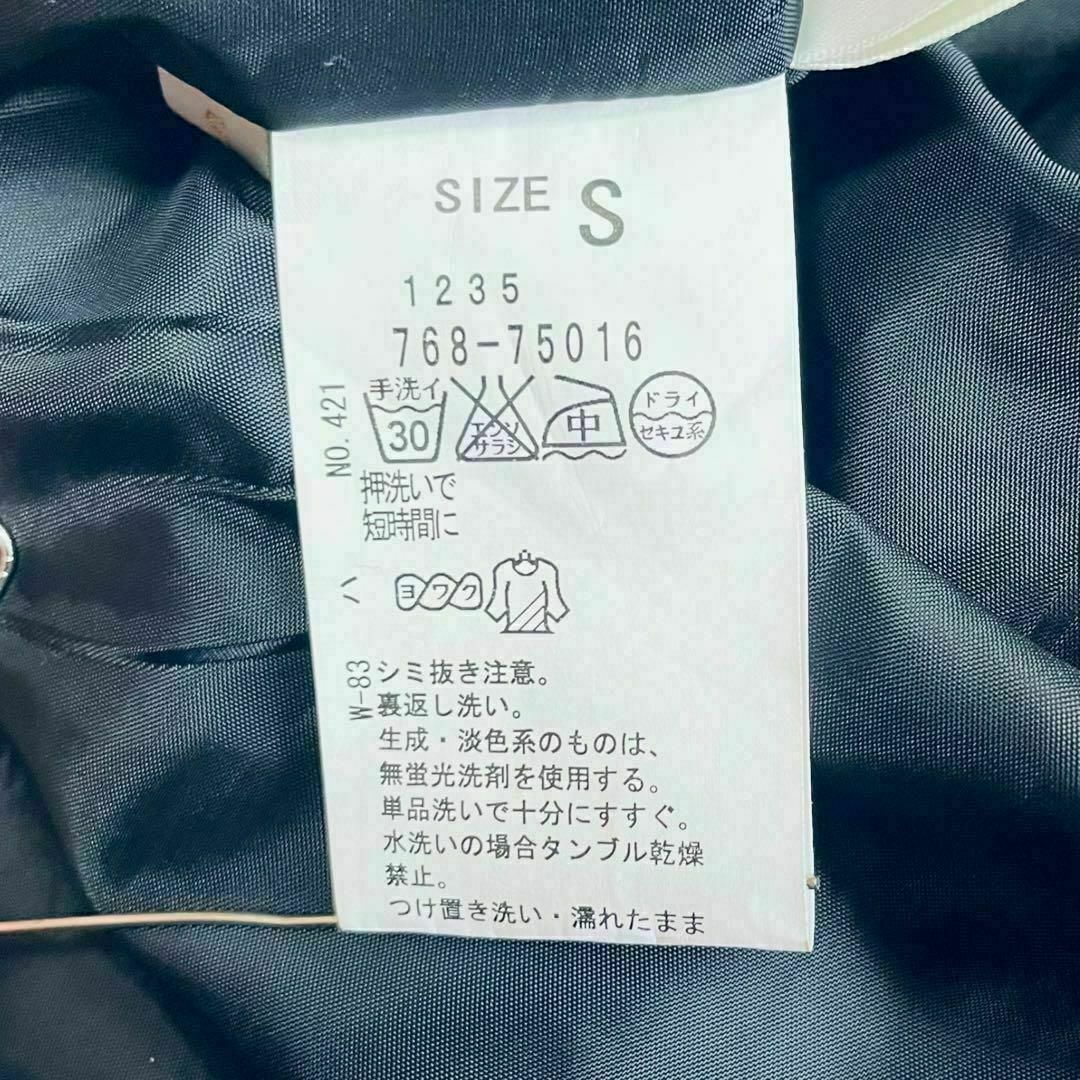 SIZE S
1235
768-75016
NO. 421
手洗イ
30
エンソ
サラシ
中
ドライ
セキユ系
押洗いで
短時間に
ハ
ヨワク
W-83
シミ抜き注意。
裏返し洗い。
生成・淡色系のものは、
無蛍光洗剤を使用する。
単品洗いで十分にすすぐ。
水洗いの場合タンブル乾燥
禁止。
つけ置き洗い・濡れたまま